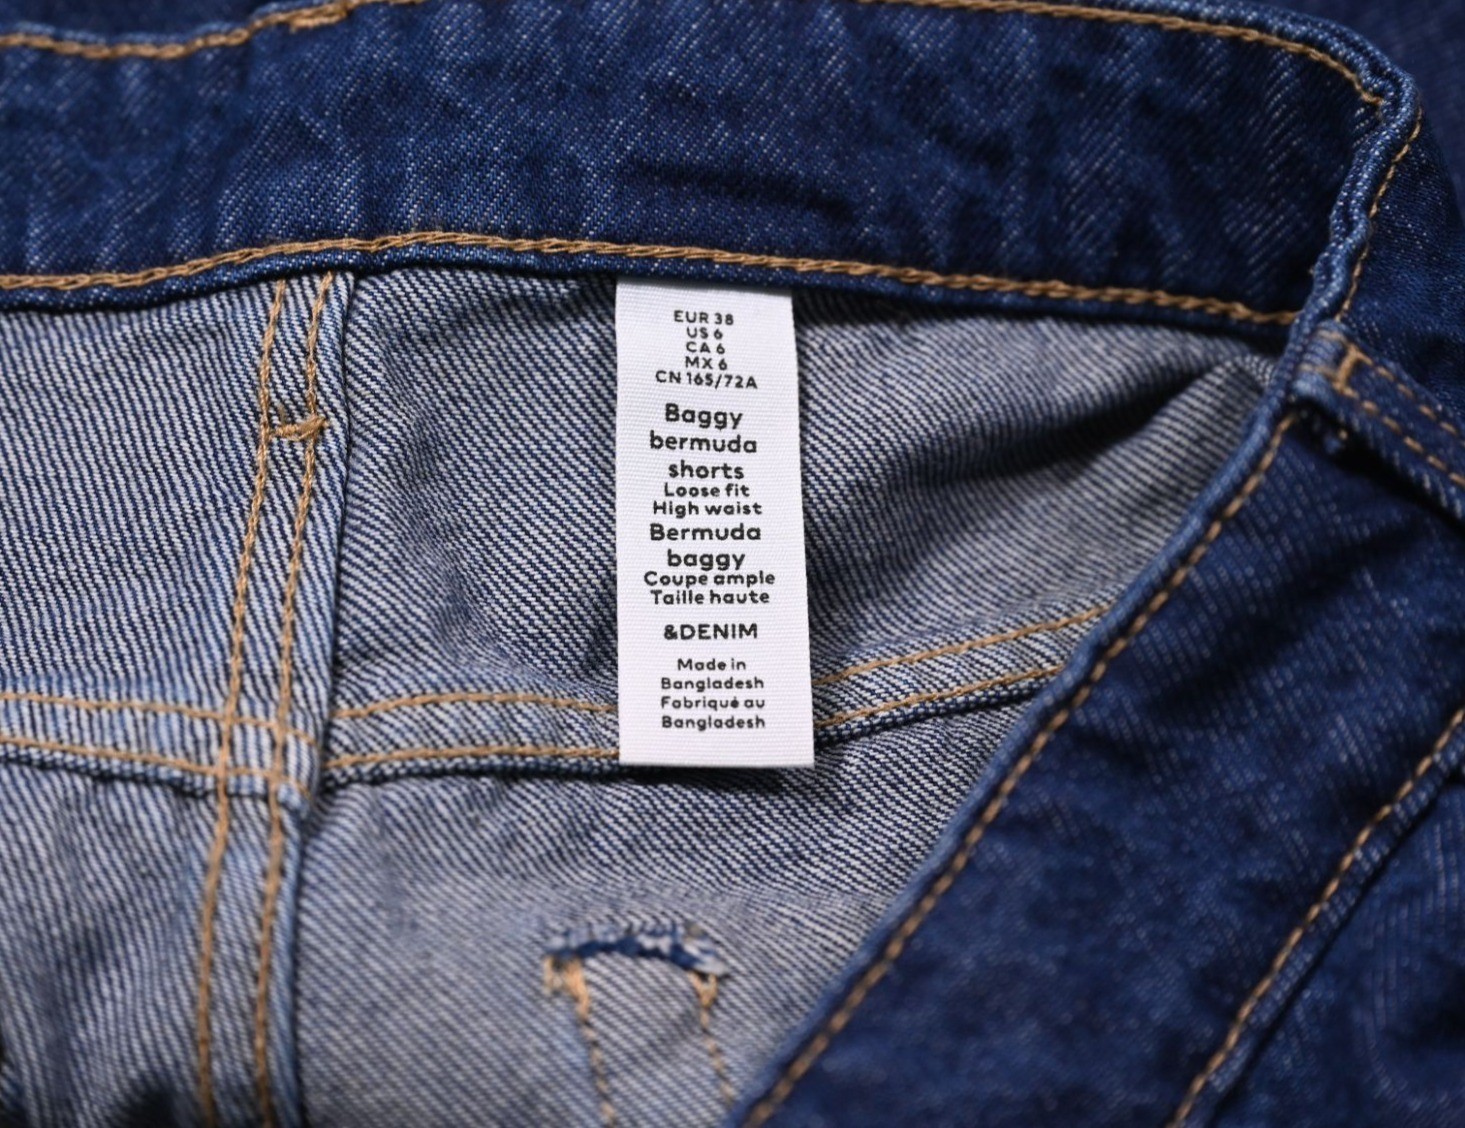 EUR 38
US 6
CA 6
MX 6
CN 165/72A
Baggy
bermuda
shorts
Loose fit
High waist
Bermuda
baggy
Coupe ample
Taille haute
&DENIM
Made in
Bangladesh
Fabriqué au
Bangladesh